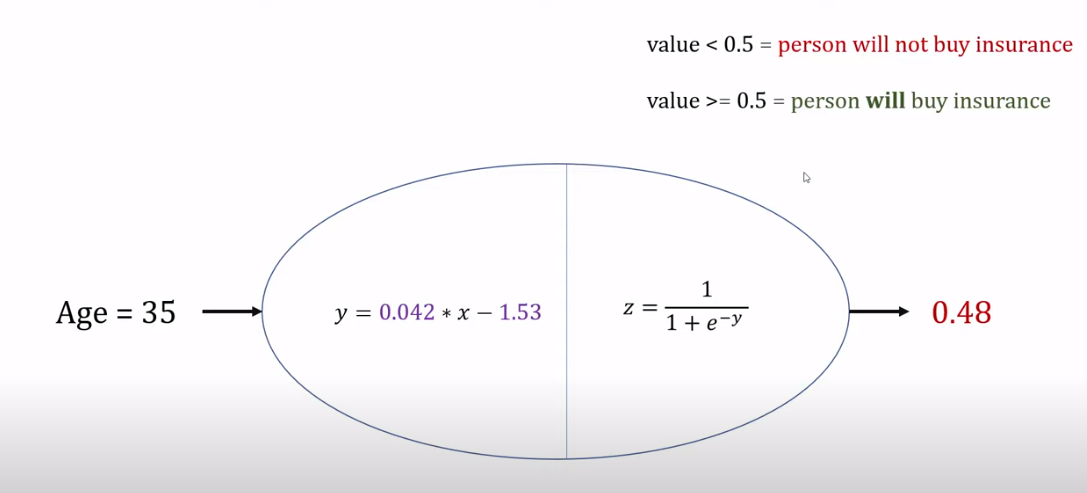 value < 0.5 = person will not buy insurance
value >= 0.5 = person will buy insurance
Age = 35
y = 0.042 * x − 1.53
z = 1 / (1 + e^{−y})
0.48